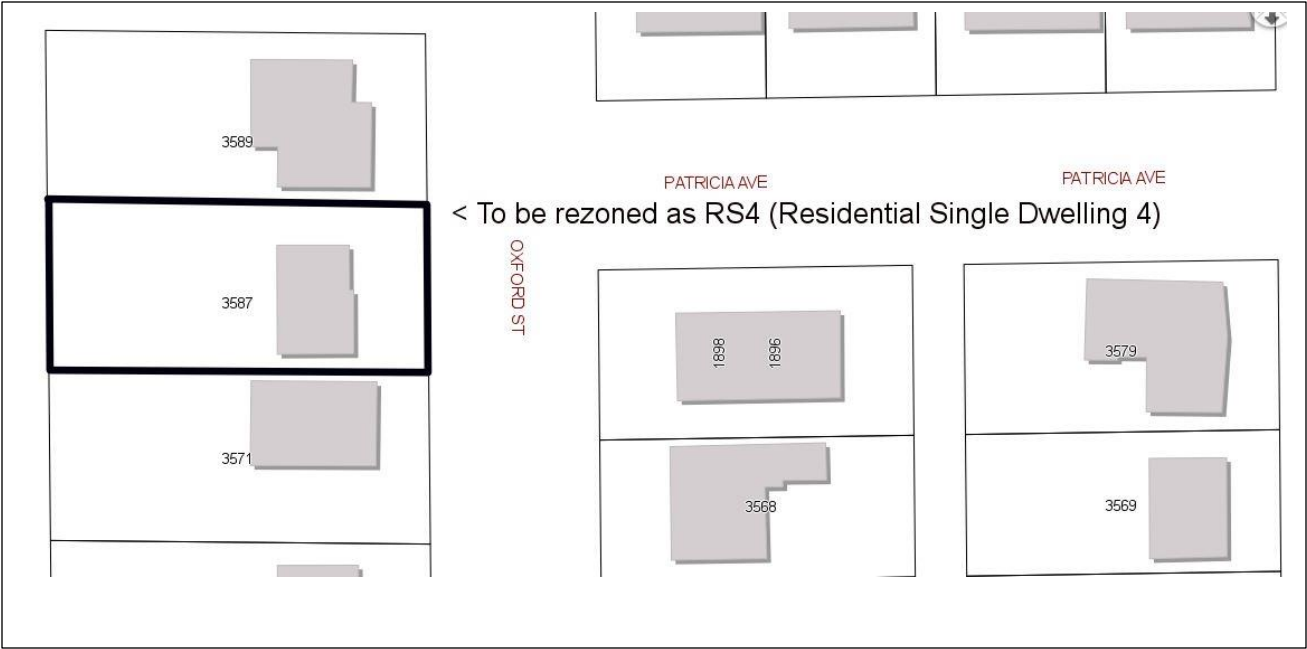 3589
PATRICIA AVE
PATRICIA AVE
< To be rezoned as RS4 (Residential Single Dwelling 4)
OXFORD ST
3587
1898
1896
3579
3571
3568
3569